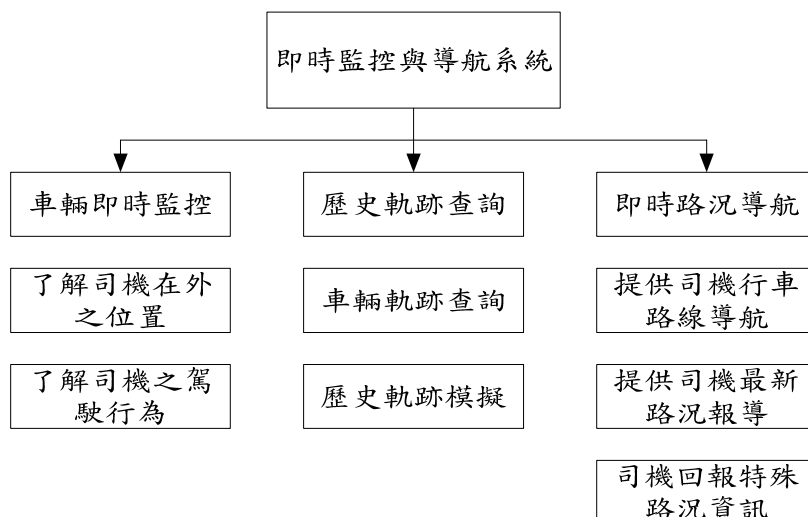 即時監控與導航系統
車輛即時監控
歷史軌跡查詢
即時路況導航
了解司機在外
之位置
車輛軌跡查詢
提供司機行車
路線導航
了解司機之駕
駛行為
歷史軌跡模擬
提供司機最新
路況報導
司機回報特殊
路況資訊